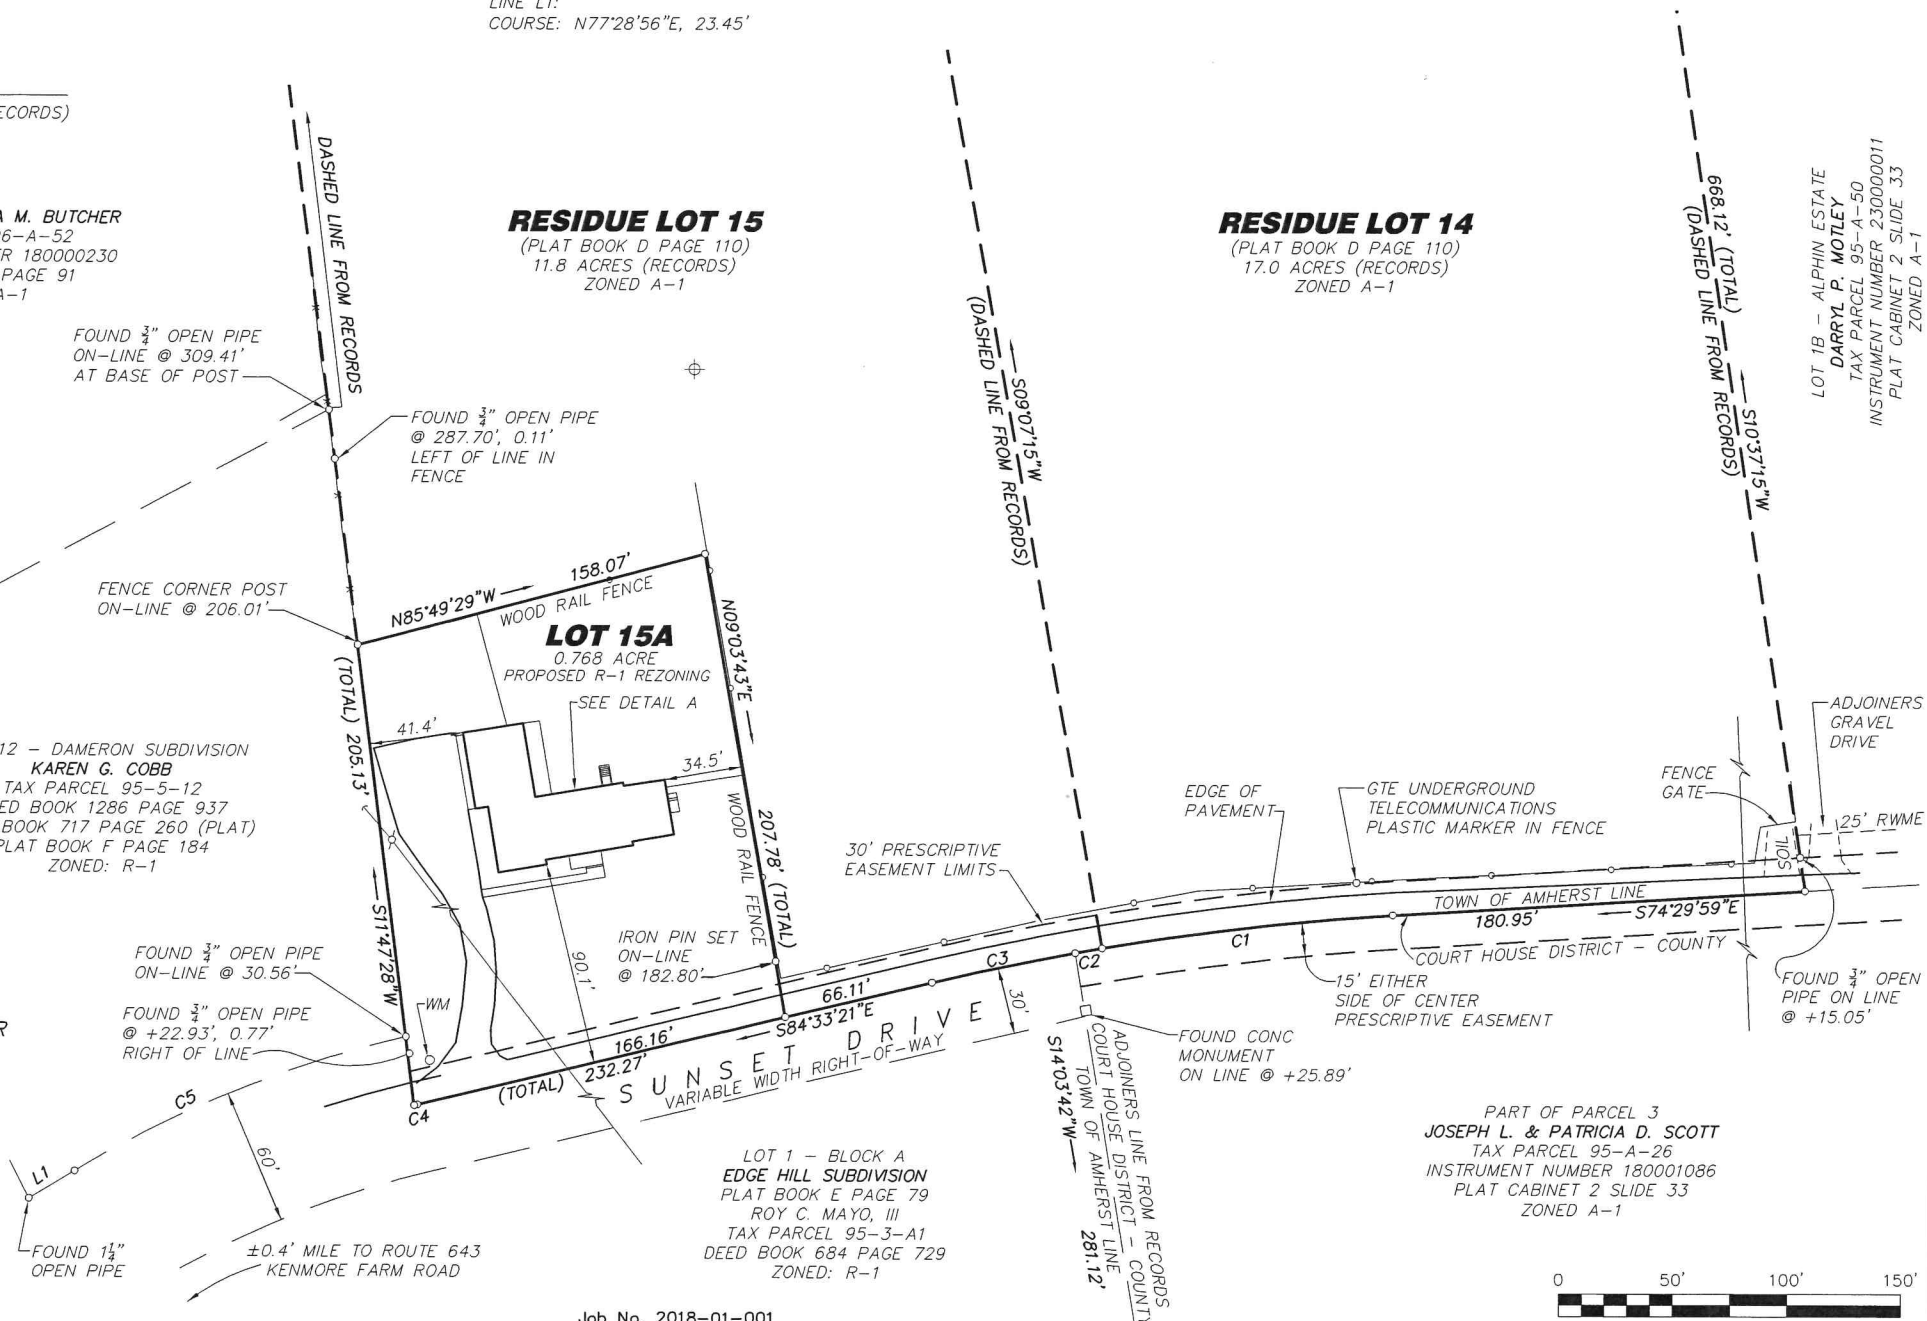 LINE L1:
COURSE: N77°28'56"E, 23.45'
ECORDS)
DASHED LINE FROM RECORDS
A M. BUTCHER
96-A-52
ER 180000230
PAGE 91
A-1
RESIDUE LOT 15
(PLAT BOOK D PAGE 110)
11.8 ACRES (RECORDS)
ZONED A-1
RESIDUE LOT 14
(PLAT BOOK D PAGE 110)
17.0 ACRES (RECORDS)
ZONED A-1
668.12' (TOTAL)
(DASHED LINE FROM RECORDS)
S10°37'15"W
LOT 1B - ALPHIN ESTATE
DARRYL P. MOTLEY
TAX PARCEL 95-A-50
INSTRUMENT NUMBER 230000011
PLAT CABINET 2 SLIDE 33
ZONED A-1
FOUND 3/4" OPEN PIPE
ON-LINE @ 309.41'
AT BASE OF POST
FOUND 3/4" OPEN PIPE
@ 287.70', 0.11'
LEFT OF LINE IN
FENCE
S09°07'15"W
(DASHED LINE FROM RECORDS)
FENCE CORNER POST
ON-LINE @ 206.01'
N85°49'29"W
158.07'
WOOD RAIL FENCE
LOT 15A
0.768 ACRE
PROPOSED R-1 REZONING
SEE DETAIL A
N09°03'43"E
(TOTAL) 205.13'
41.4'
34.5'
12 - DAMERON SUBDIVISION
KAREN G. COBB
TAX PARCEL 95-5-12
ED BOOK 1286 PAGE 937
BOOK 717 PAGE 260 (PLAT)
PLAT BOOK F PAGE 184
ZONED: R-1
WOOD RAIL FENCE
207.78' (TOTAL)
S11°47'28"W
90.1'
30' PRESCRIPTIVE
EASEMENT LIMITS
EDGE OF
PAVEMENT
GTE UNDERGROUND
TELECOMMUNICATIONS
PLASTIC MARKER IN FENCE
FENCE
GATE
ADJOINERS
GRAVEL
DRIVE
25' RWME
SOIL
TOWN OF AMHERST LINE
S74°29'59"E
180.95'
COURT HOUSE DISTRICT - COUNTY
C1
C2
C3
15' EITHER
SIDE OF CENTER
PRESCRIPTIVE EASEMENT
FOUND 3/4" OPEN
PIPE ON LINE
@ +15.05'
FOUND 3/4" OPEN PIPE
ON-LINE @ 30.56'
FOUND 3/4" OPEN PIPE
@ +22.93', 0.77'
RIGHT OF LINE
WM
IRON PIN SET
ON-LINE
@ 182.80'
66.11'
S84°33'21"E
166.16'
(TOTAL) 232.27'
30'
SUNSET DRIVE
VARIABLE WIDTH RIGHT-OF-WAY
C4
C5
R
L1
60'
FOUND 1 1/4"
OPEN PIPE
±0.4' MILE TO ROUTE 643
KENMORE FARM ROAD
FOUND CONC
MONUMENT
ON LINE @ +25.89'
S14°03'42"W
281.12'
ADJOINERS LINE FROM RECORDS
COURT HOUSE DISTRICT - COUNTY
TOWN OF AMHERST LINE
LOT 1 - BLOCK A
EDGE HILL SUBDIVISION
PLAT BOOK E PAGE 79
ROY C. MAYO, III
TAX PARCEL 95-3-A1
DEED BOOK 684 PAGE 729
ZONED: R-1
PART OF PARCEL 3
JOSEPH L. & PATRICIA D. SCOTT
TAX PARCEL 95-A-26
INSTRUMENT NUMBER 180001086
PLAT CABINET 2 SLIDE 33
ZONED A-1
0 50' 100' 150'
Job No. 2018-01-001